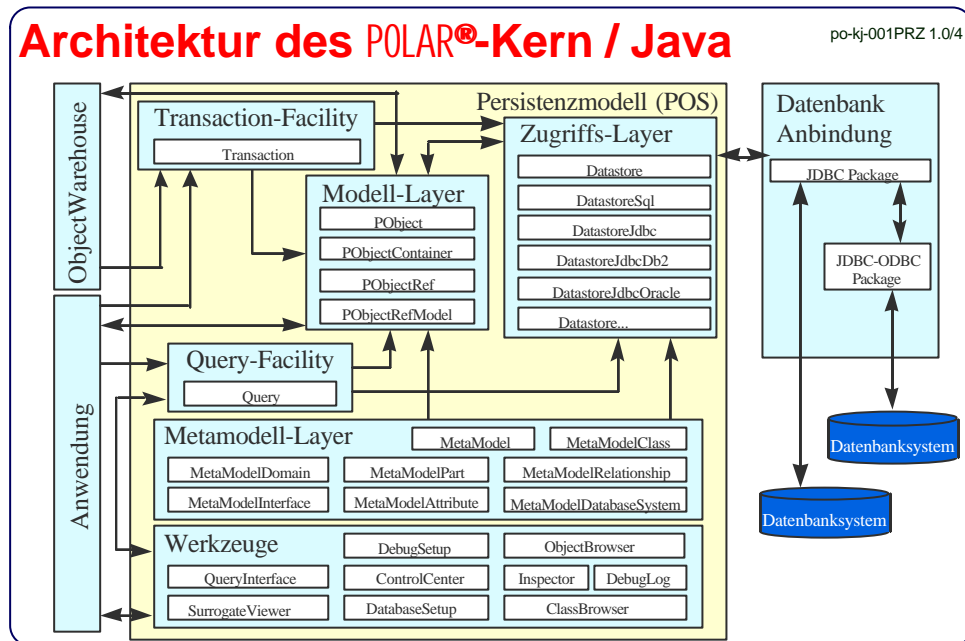 Architektur des POLAR®-Kern / Java
po-kj-001PRZ 1.0/4
ObjectWarehouse
Anwendung
Persistenzmodell (POS)
Transaction-Facility
Transaction
Modell-Layer
PObject
PObjectContainer
PObjectRef
PObjectRefModel
Zugriffs-Layer
Datastore
DatastoreSql
DatastoreJdbc
DatastoreJdbcDb2
DatastoreJdbcOracle
Datastore...
Query-Facility
Query
Metamodell-Layer
MetaModel
MetaModelClass
MetaModelDomain
MetaModelPart
MetaModelRelationship
MetaModelInterface
MetaModelAttribute
MetaModelDatabaseSystem
Werkzeuge
DebugSetup
ObjectBrowser
QueryInterface
ControlCenter
Inspector
DebugLog
SurrogateViewer
DatabaseSetup
ClassBrowser
Datenbank
Anbindung
JDBC Package
JDBC-ODBC
Package
Datenbanksystem
Datenbanksystem